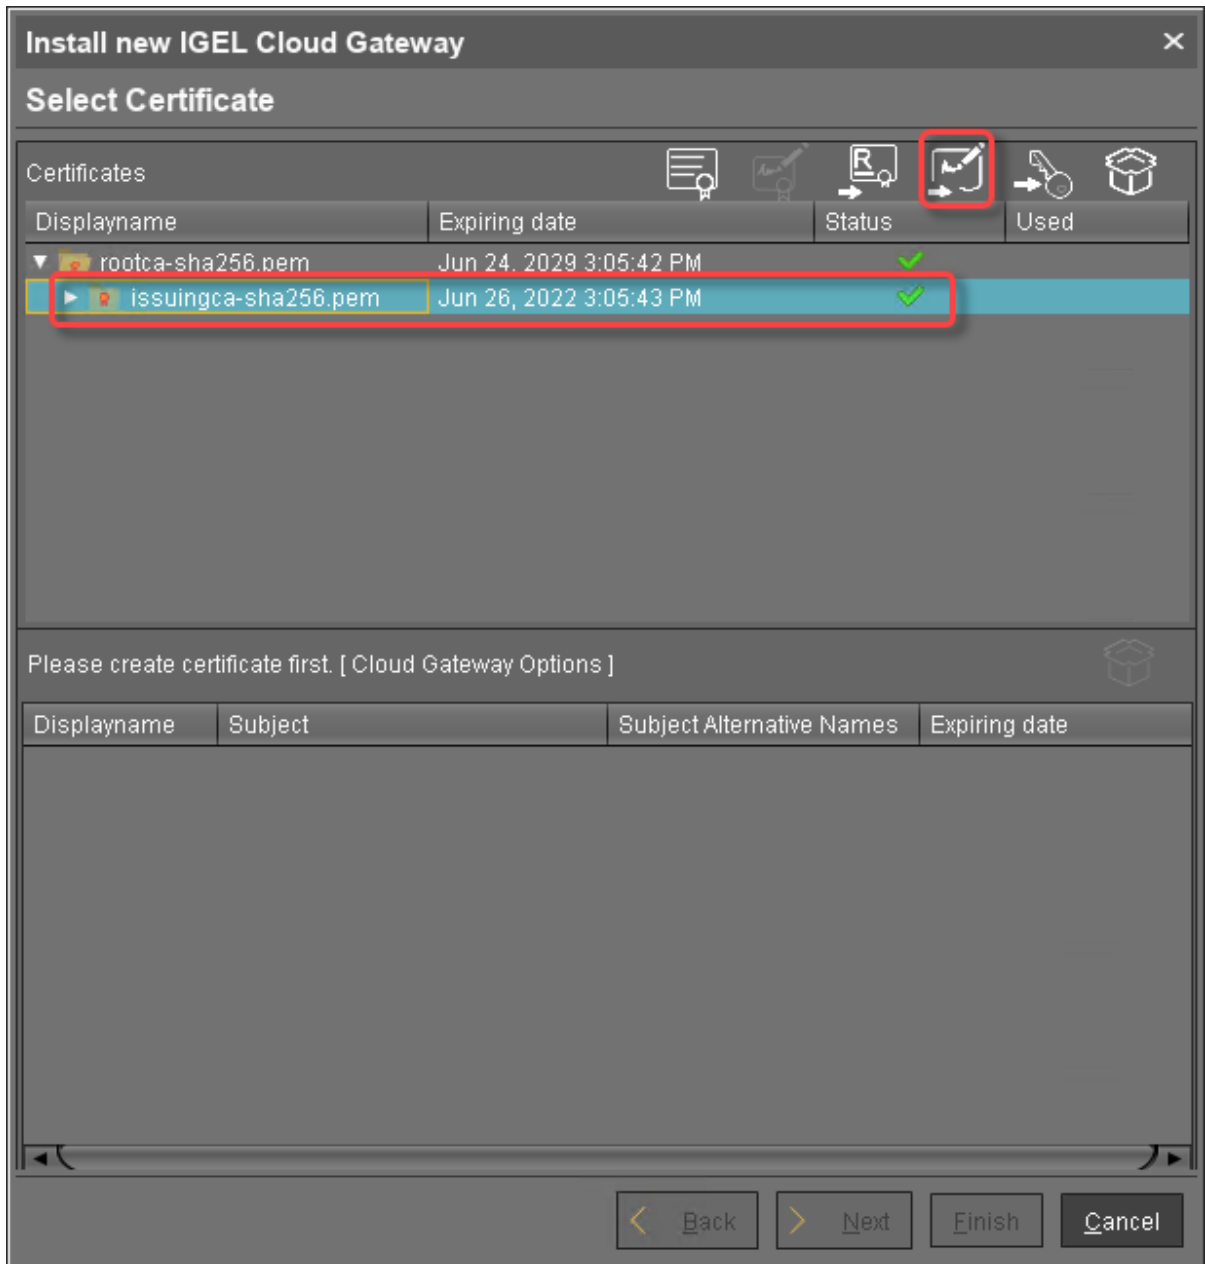 Install new IGEL Cloud Gateway
Select Certificate
Certificates
R
Displayname Expiring date Status Used
rootca-sha256.pem Jun 24. 2029 3:05:42 PM
issuingca-sha256.pem Jun 26, 2022 3:05:43 PM
Please create certificate first. [ Cloud Gateway Options ]
Displayname Subject Subject Alternative Names Expiring date
Back Next Finish Cancel